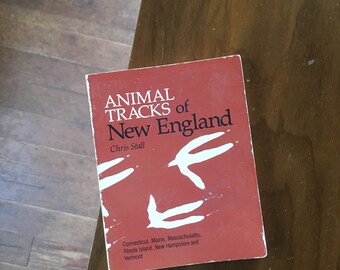 ANIMAL
TRACKS of
New England
Chris Stall
Connecticut, Maine, Massachusetts,
Rhode Island, New Hampshire and
Vermont